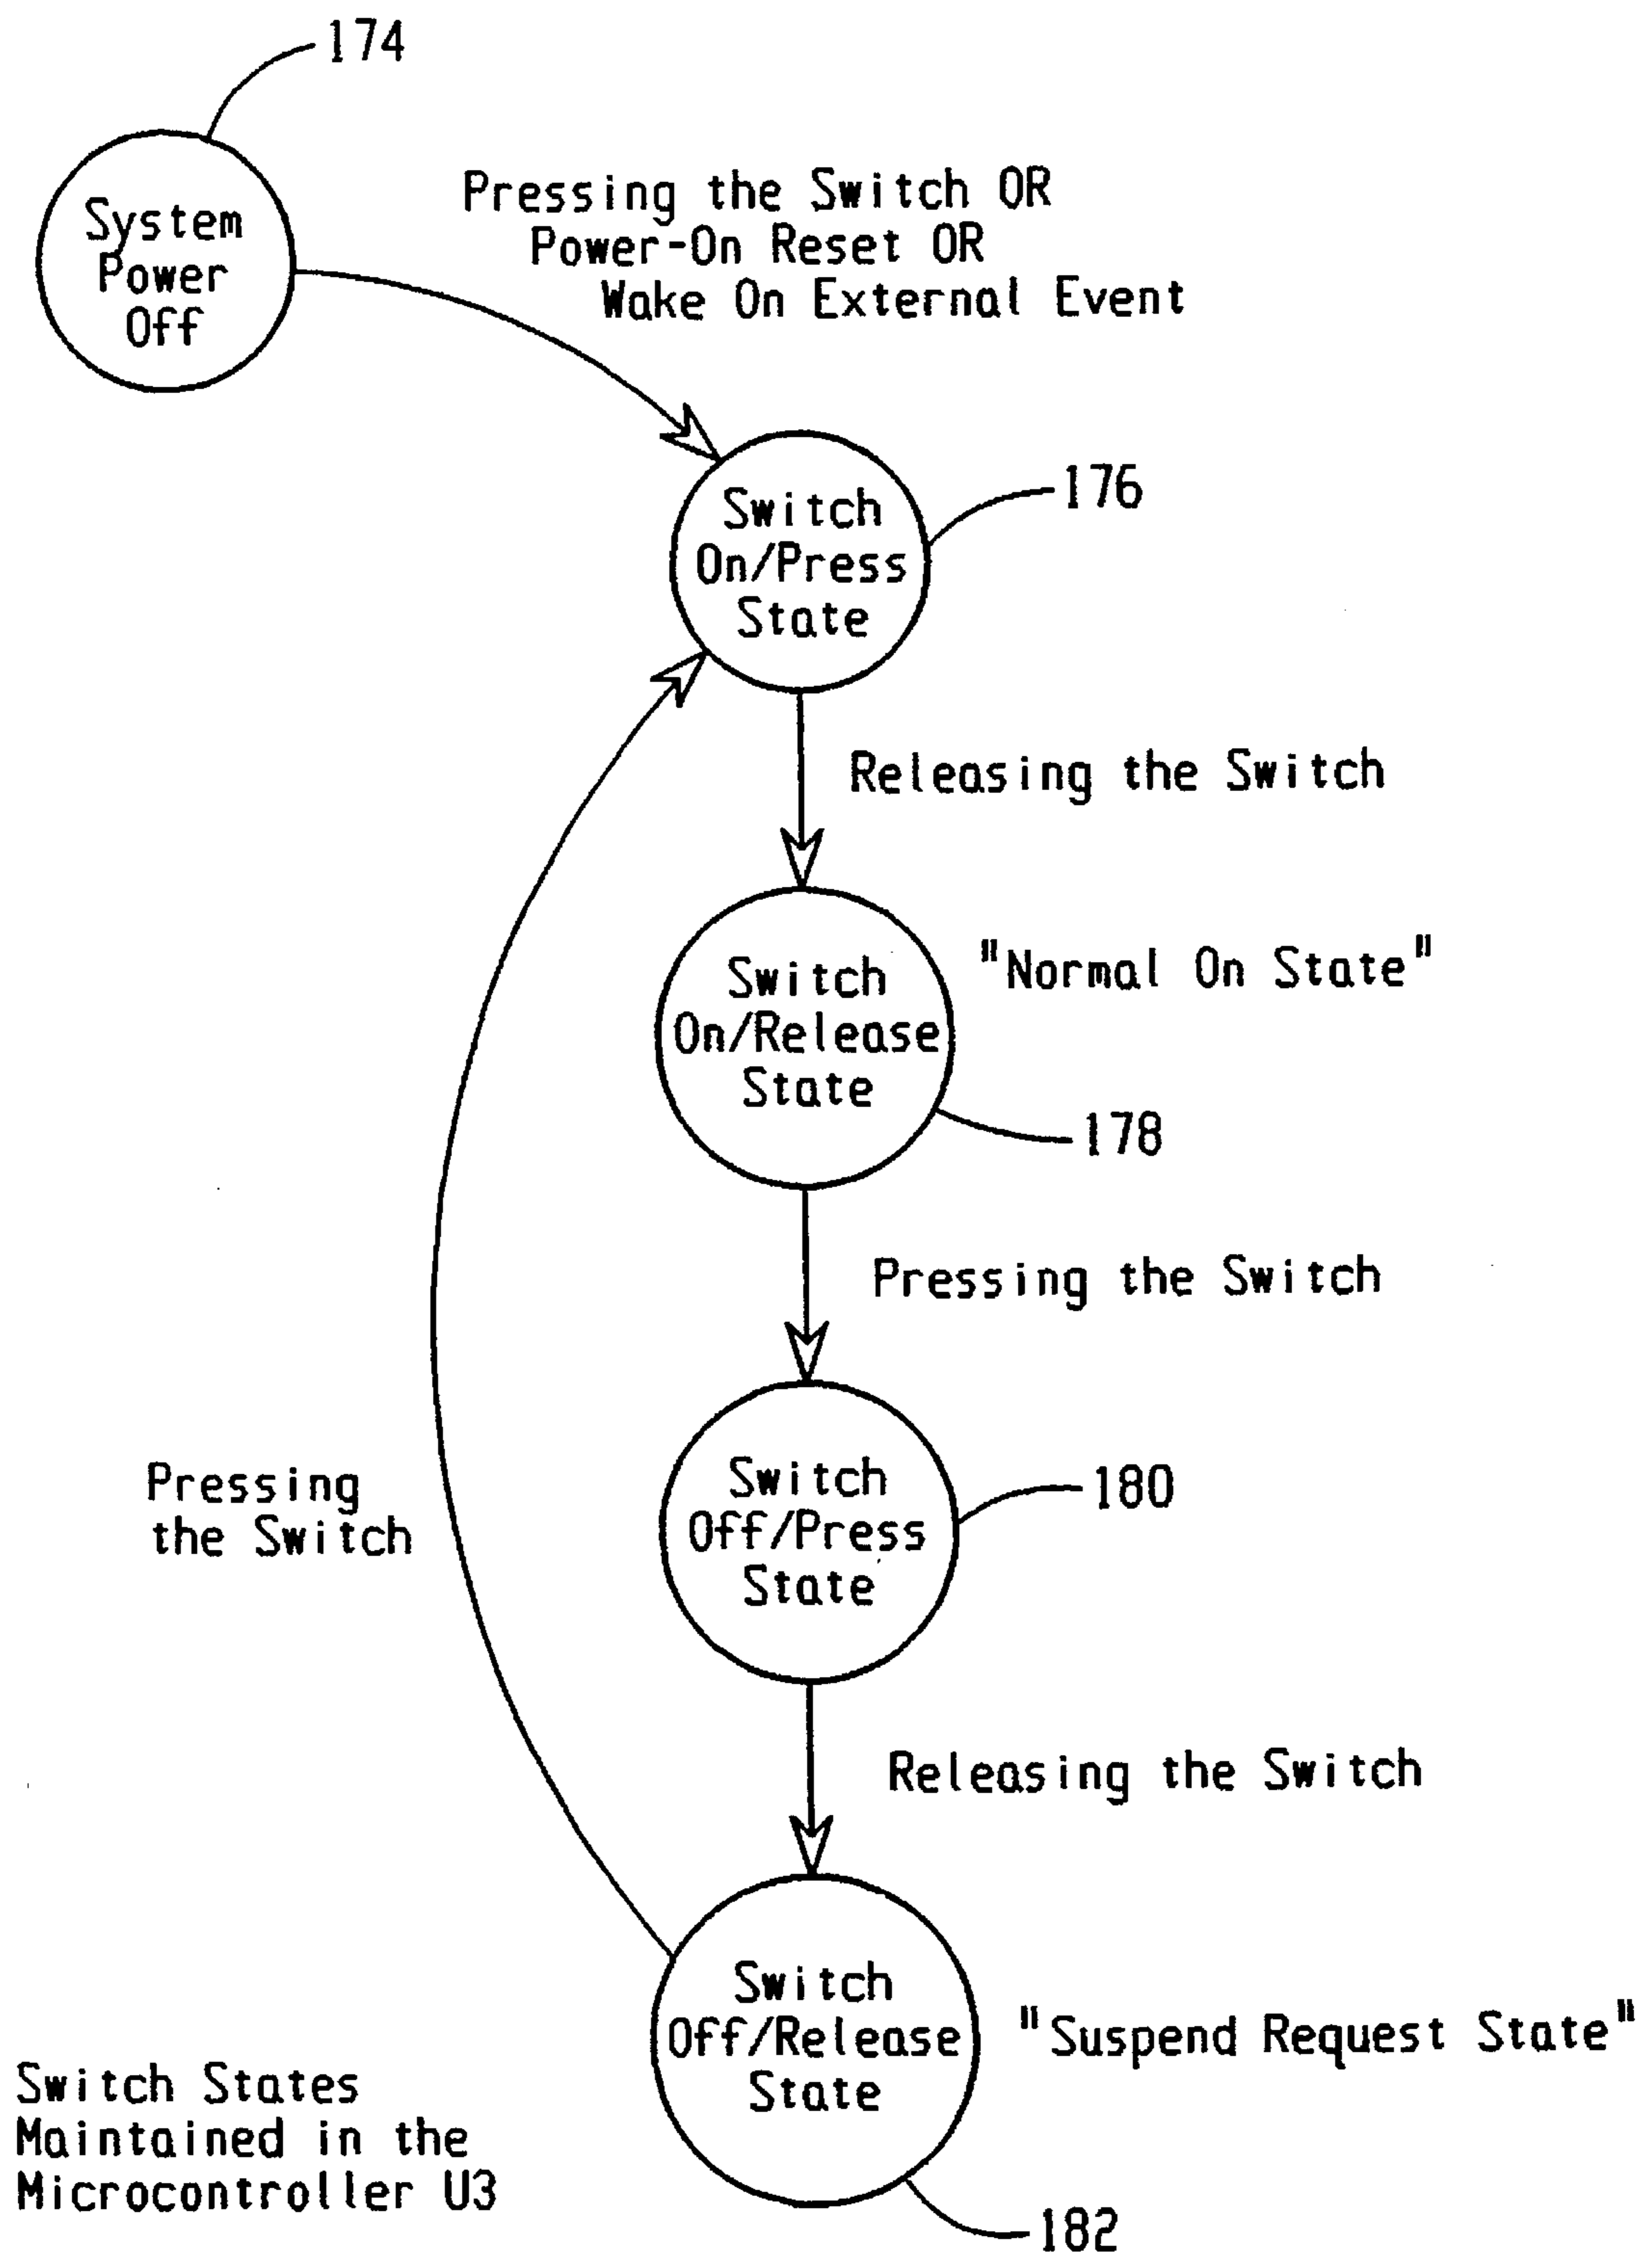 174
System
Power
Off
Pressing the Switch OR
Power-On Reset OR
Wake On External Event
Switch
On/Press
State
176
Releasing the Switch
Switch
On/Release
State
"Normal On State"
178
Pressing the Switch
Switch
Off/Press
State
180
Pressing
the Switch
Releasing the Switch
Switch
Off/Release
State
"Suspend Request State"
182
Switch States
Maintained in the
Microcontroller U3